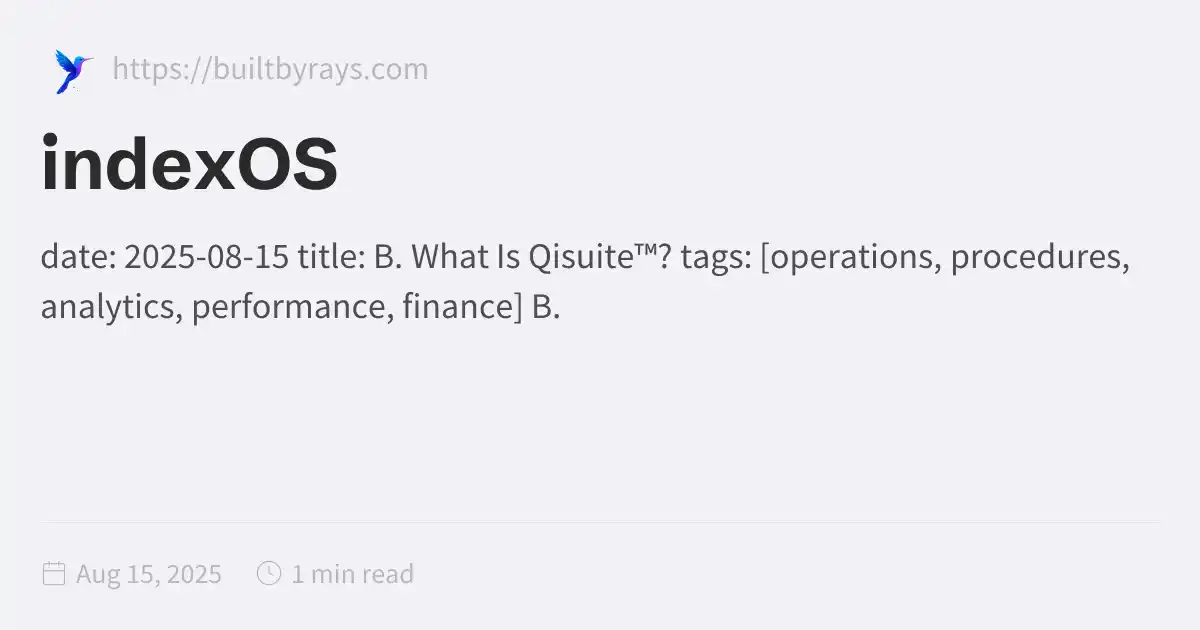 https://builtbyrays.com
indexOS
date: 2025-08-15 title: B. What Is Qisuite™? tags: [operations, procedures,
analytics, performance, finance] B.
Aug 15, 2025 1 min read